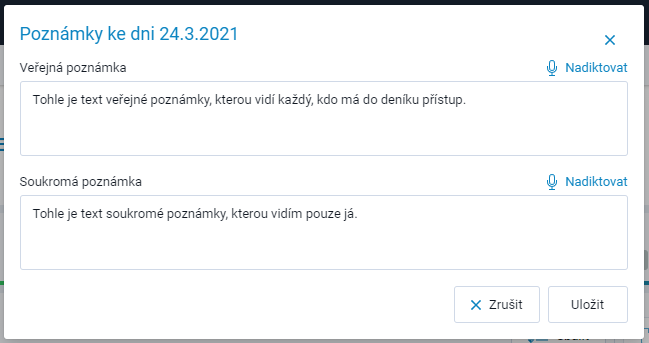 Poznámky ke dni 24.3.2021
Veřejná poznámka
Nadiktovat
Tohle je text veřejné poznámky, kterou vidí každý, kdo má do deníku přístup.
Soukromá poznámka
Nadiktovat
Tohle je text soukromé poznámky, kterou vidím pouze já.
Zrušit
Uložit